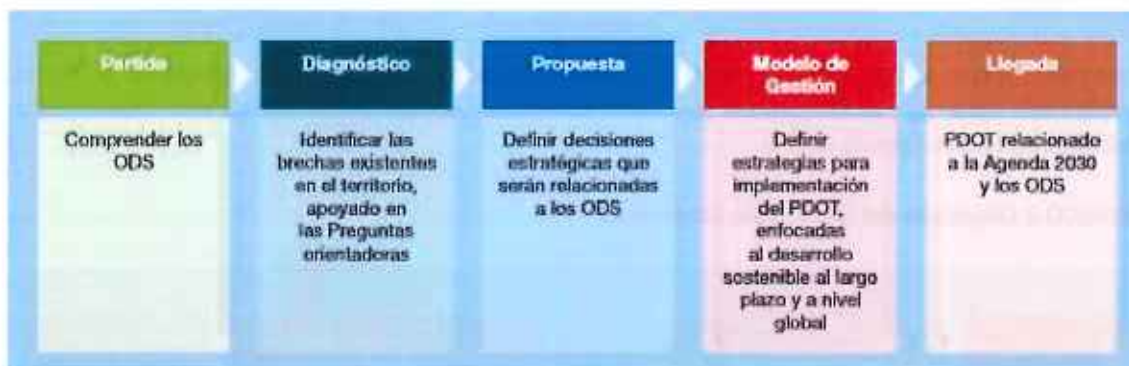 Partida
Comprender los
ODS
Diagnóstico
Identificar las
brechas existentes
en el territorio,
apoyado en
las Preguntas
orientadoras
Propuesta
Definir decisiones
estratégicas que
serán relacionadas
a los ODS
Modelo de
Gestión
Definir
estrategias para
implementación
del PDOT,
enfocadas
al desarrollo
sostenible al largo
plazo y a nivel
global
Llegada
PDOT relacionado
a la Agenda 2030
y los ODS